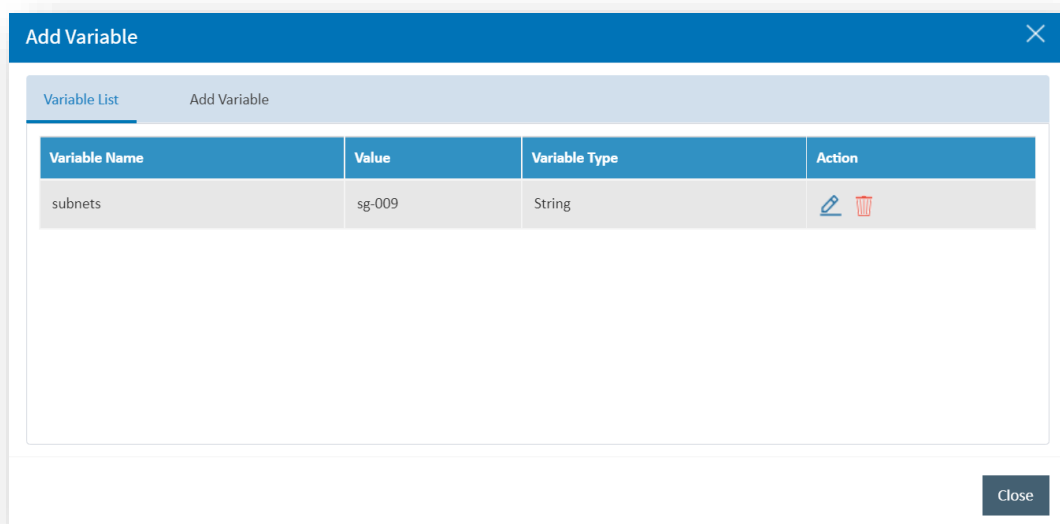 Add Variable
Variable List Add Variable
Variable Name Value Variable Type Action
subnets sg-009 String
Close